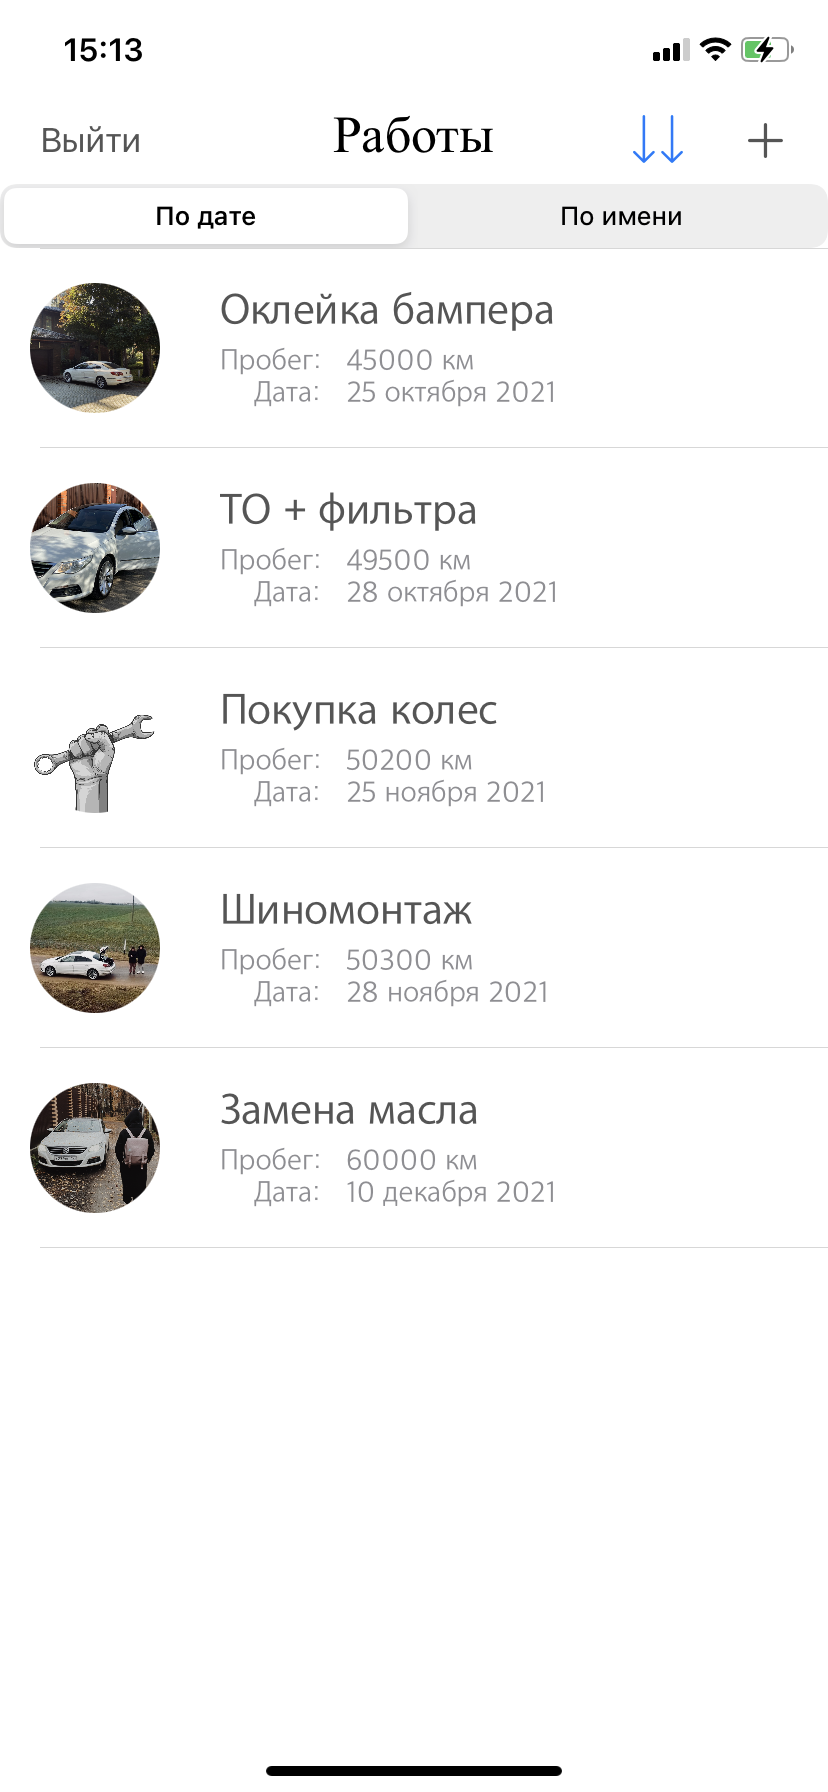 15:13
Выйти
Работы
По дате
По имени
Оклейка бампера
Пробег: 45000 км
Дата: 25 октября 2021
ТО + фильтра
Пробег: 49500 км
Дата: 28 октября 2021
Покупка колес
Пробег: 50200 км
Дата: 25 ноября 2021
Шиномонтаж
Пробег: 50300 км
Дата: 28 ноября 2021
Замена масла
Пробег: 60000 км
Дата: 10 декабря 2021